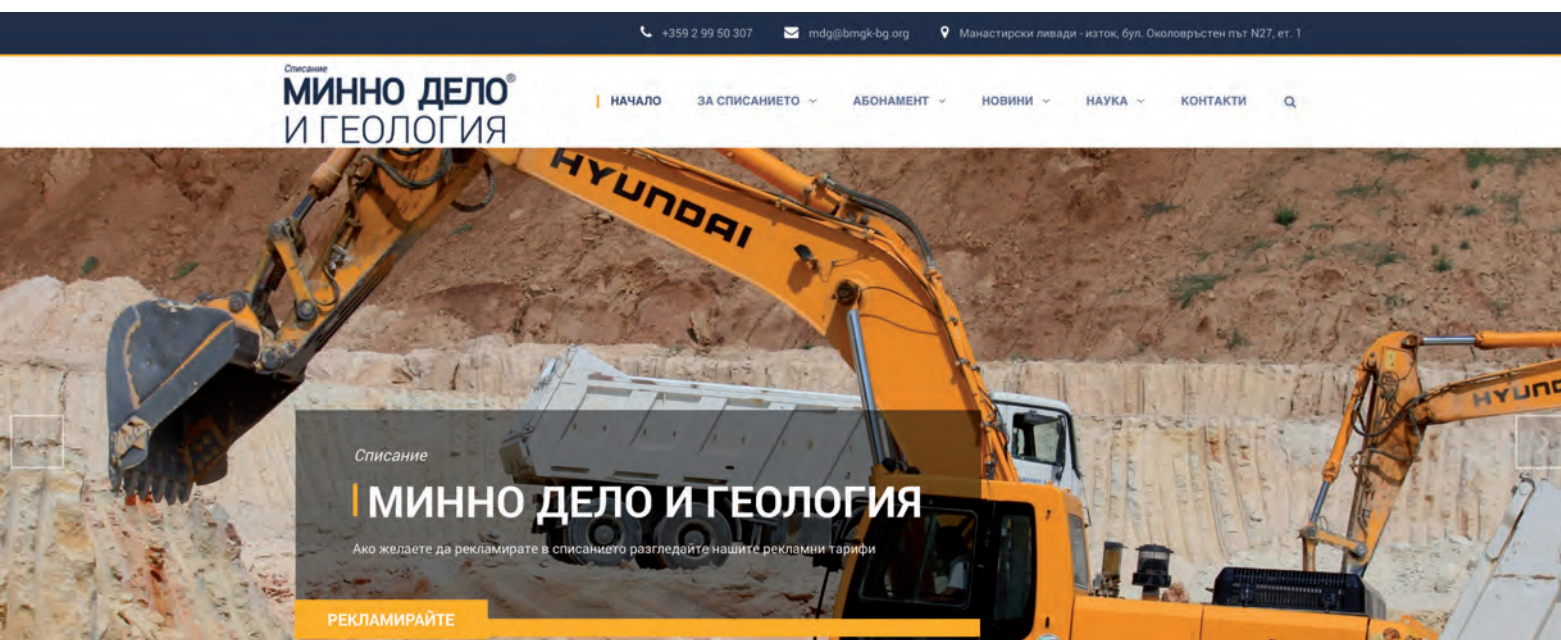 +359 2 99 50 307 mdg@bmgk-bg.org Манастирски ливади - изток, бул. Околовръстен път N27, ет. 1
Списание
МИННО ДЕЛО®
И ГЕОЛОГИЯ
НАЧАЛО ЗА СПИСАНИЕТО АБОНАМЕНТ НОВИНИ НАУКА КОНТАКТИ
HYUNDAI
HYUND
Списание
МИННО ДЕЛО И ГЕОЛОГИЯ
Ако желаете да рекламирате в списанието разгледайте нашите рекламни тарифи
РЕКЛАМИРАЙТЕ